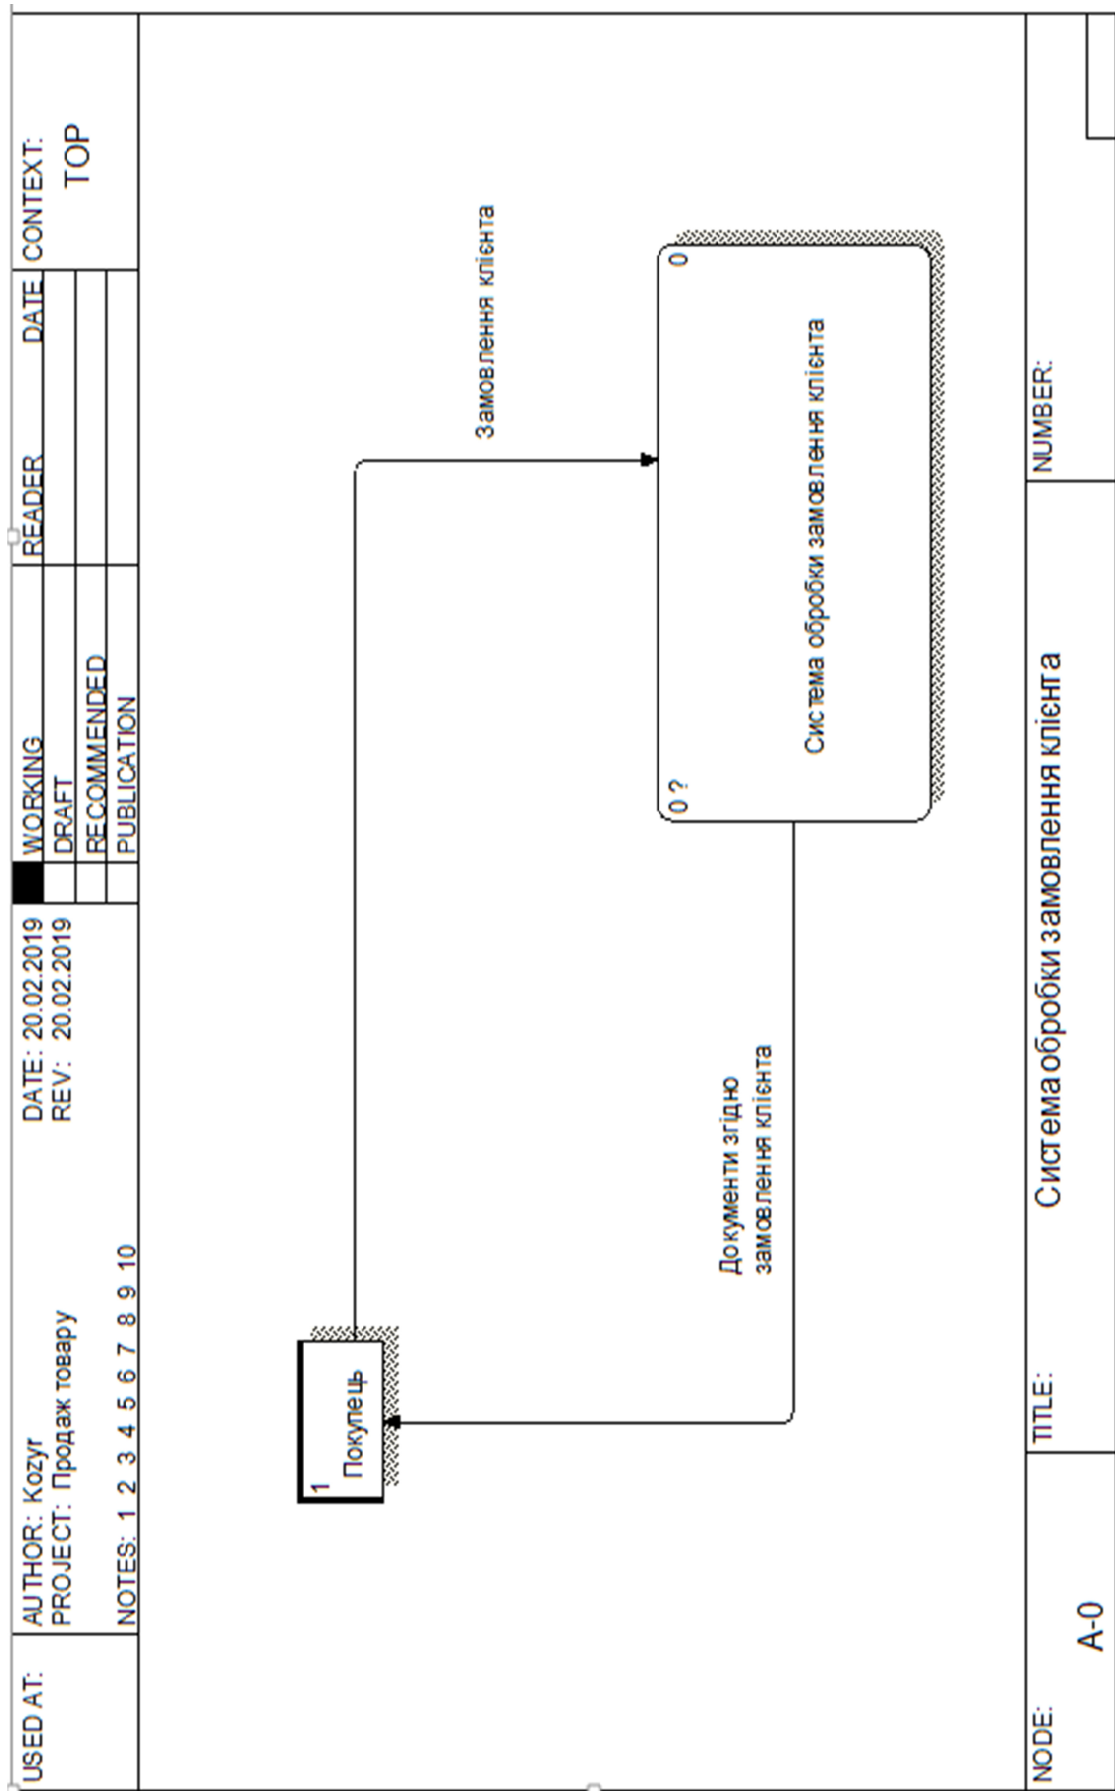 USED AT:
AUTHOR: Kozyr
PROJECT: Продаж товару
NOTES: 1 2 3 4 5 6 7 8 9 10
DATE: 20.02.2019
REV: 20.02.2019
WORKING
DRAFT
RECOMMENDED
PUBLICATION
READER
DATE
CONTEXT:
TOP
1
Покупець
Замовлення клієнта
0 ?
0
Система обробки замовлення клієнта
Документи згідно
замовлення клієнта
NODE:
A-0
TITLE:
Система обробки замовлення клієнта
NUMBER: